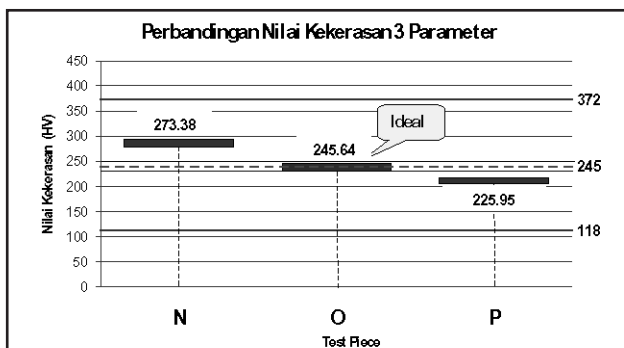 Perbandingan Nilai Kekerasan 3 Parameter
Nilai Kekerasan (HV)
450
400
350
300
250
200
150
100
50
0
273.38
245.64
Ideal
225.95
372
245
118
N
O
P
Test Piece